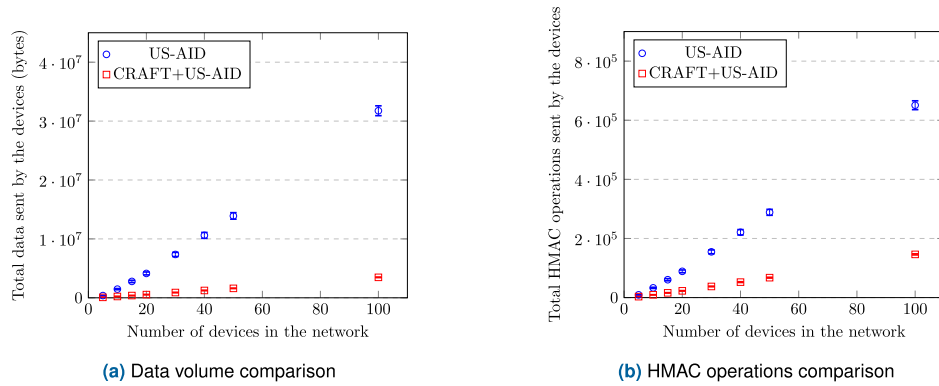 Total data sent by the devices (bytes)
4 · 10^7
3 · 10^7
2 · 10^7
1 · 10^7
0
US-AID
CRAFT+US-AID
0 20 40 60 80 100
Number of devices in the network
(a) Data volume comparison
Total HMAC operations sent by the devices
8 · 10^5
6 · 10^5
4 · 10^5
2 · 10^5
0
US-AID
CRAFT+US-AID
0 20 40 60 80 100
Number of devices in the network
(b) HMAC operations comparison